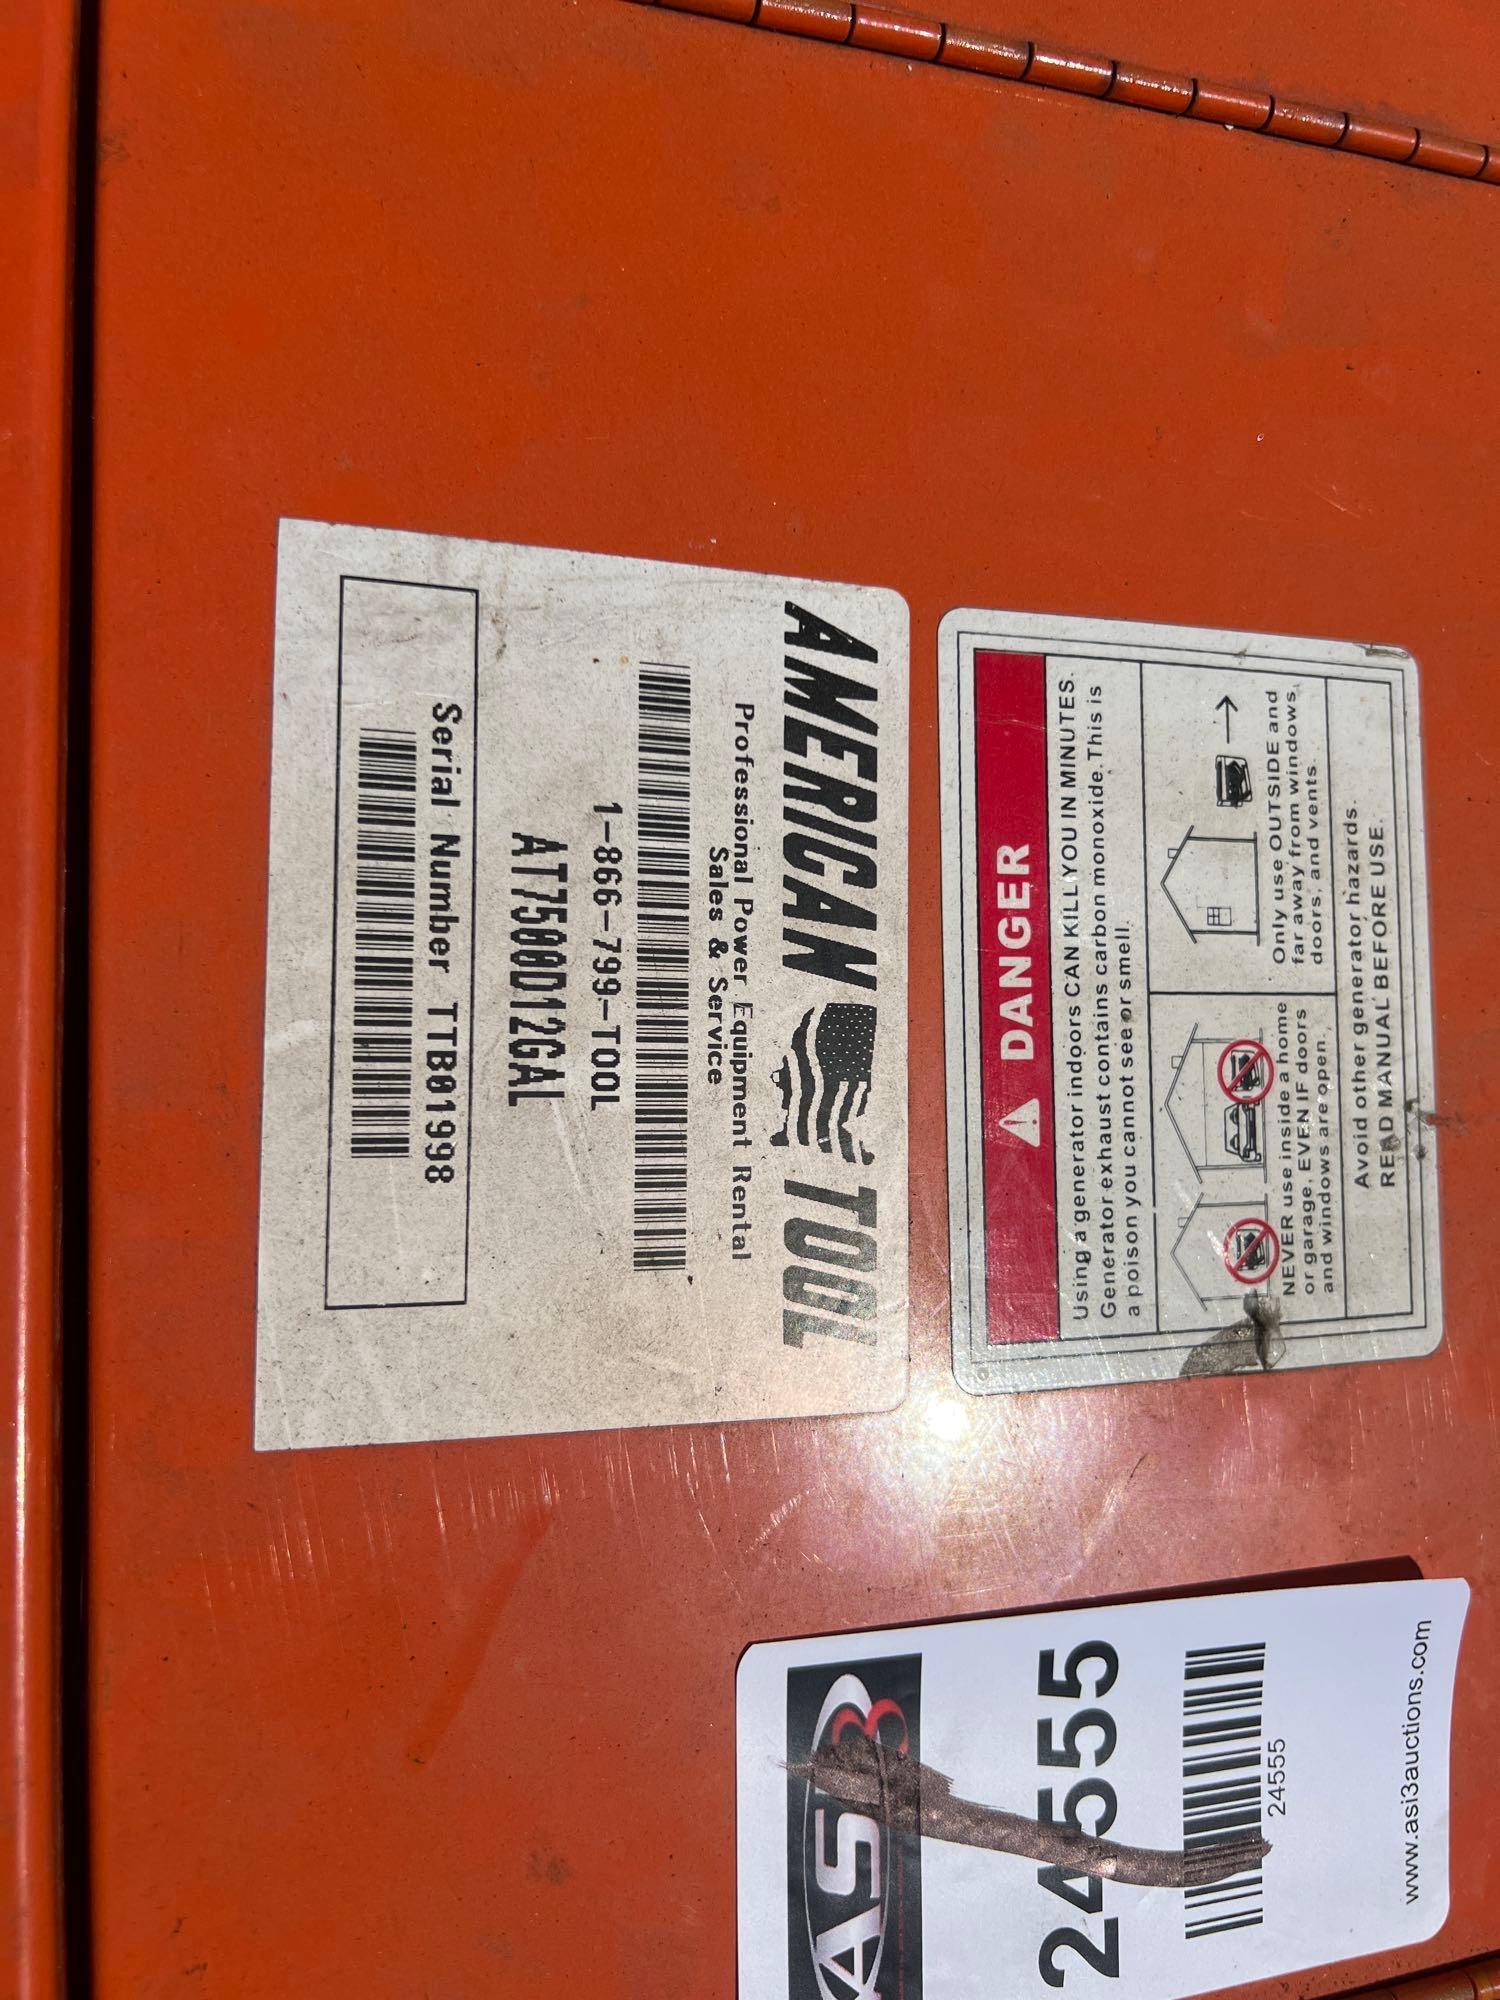 AMERICAN TOOL
Professional Power Equipment Rental
Sales & Service
1-866-799-TOOL
AT7500D12GAL
Serial Number TTB01998
DANGER
Using a generator indoors CAN KILL YOU IN MINUTES.
Generator exhaust contains carbon monoxide. This is
a poison you cannot see or smell.
NEVER use inside a home
or garage, EVEN IF doors
and windows are open.
Only use OUTSIDE and
far away from windows,
doors, and vents.
Avoid other generator hazards.
READ MANUAL BEFORE USE.
ASI3
24555
24555
www.asi3auctions.com